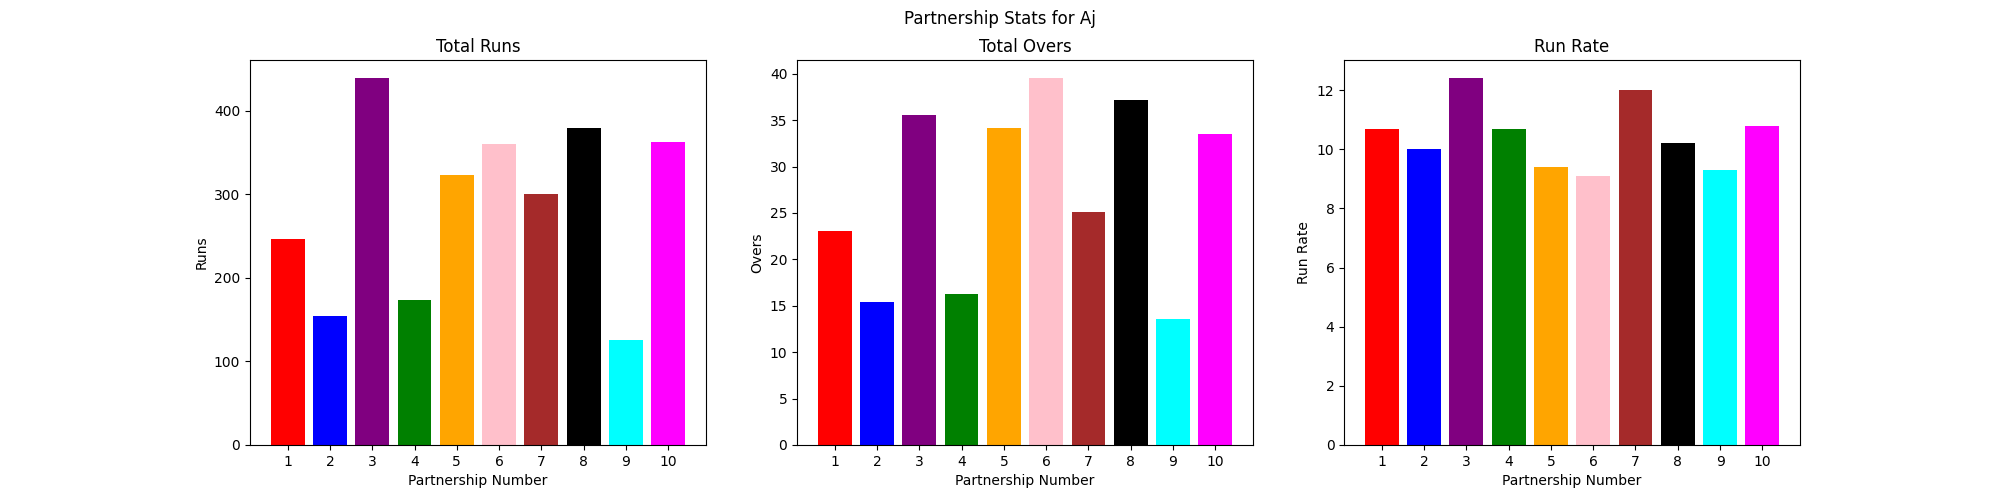 Partnership Stats for Aj
Total Runs
Runs
400
300
200
100
0
1 2 3 4 5 6 7 8 9 10
Partnership Number
Total Overs
Overs
40
35
30
25
20
15
10
5
0
1 2 3 4 5 6 7 8 9 10
Partnership Number
Run Rate
Run Rate
12
10
8
6
4
2
0
1 2 3 4 5 6 7 8 9 10
Partnership Number